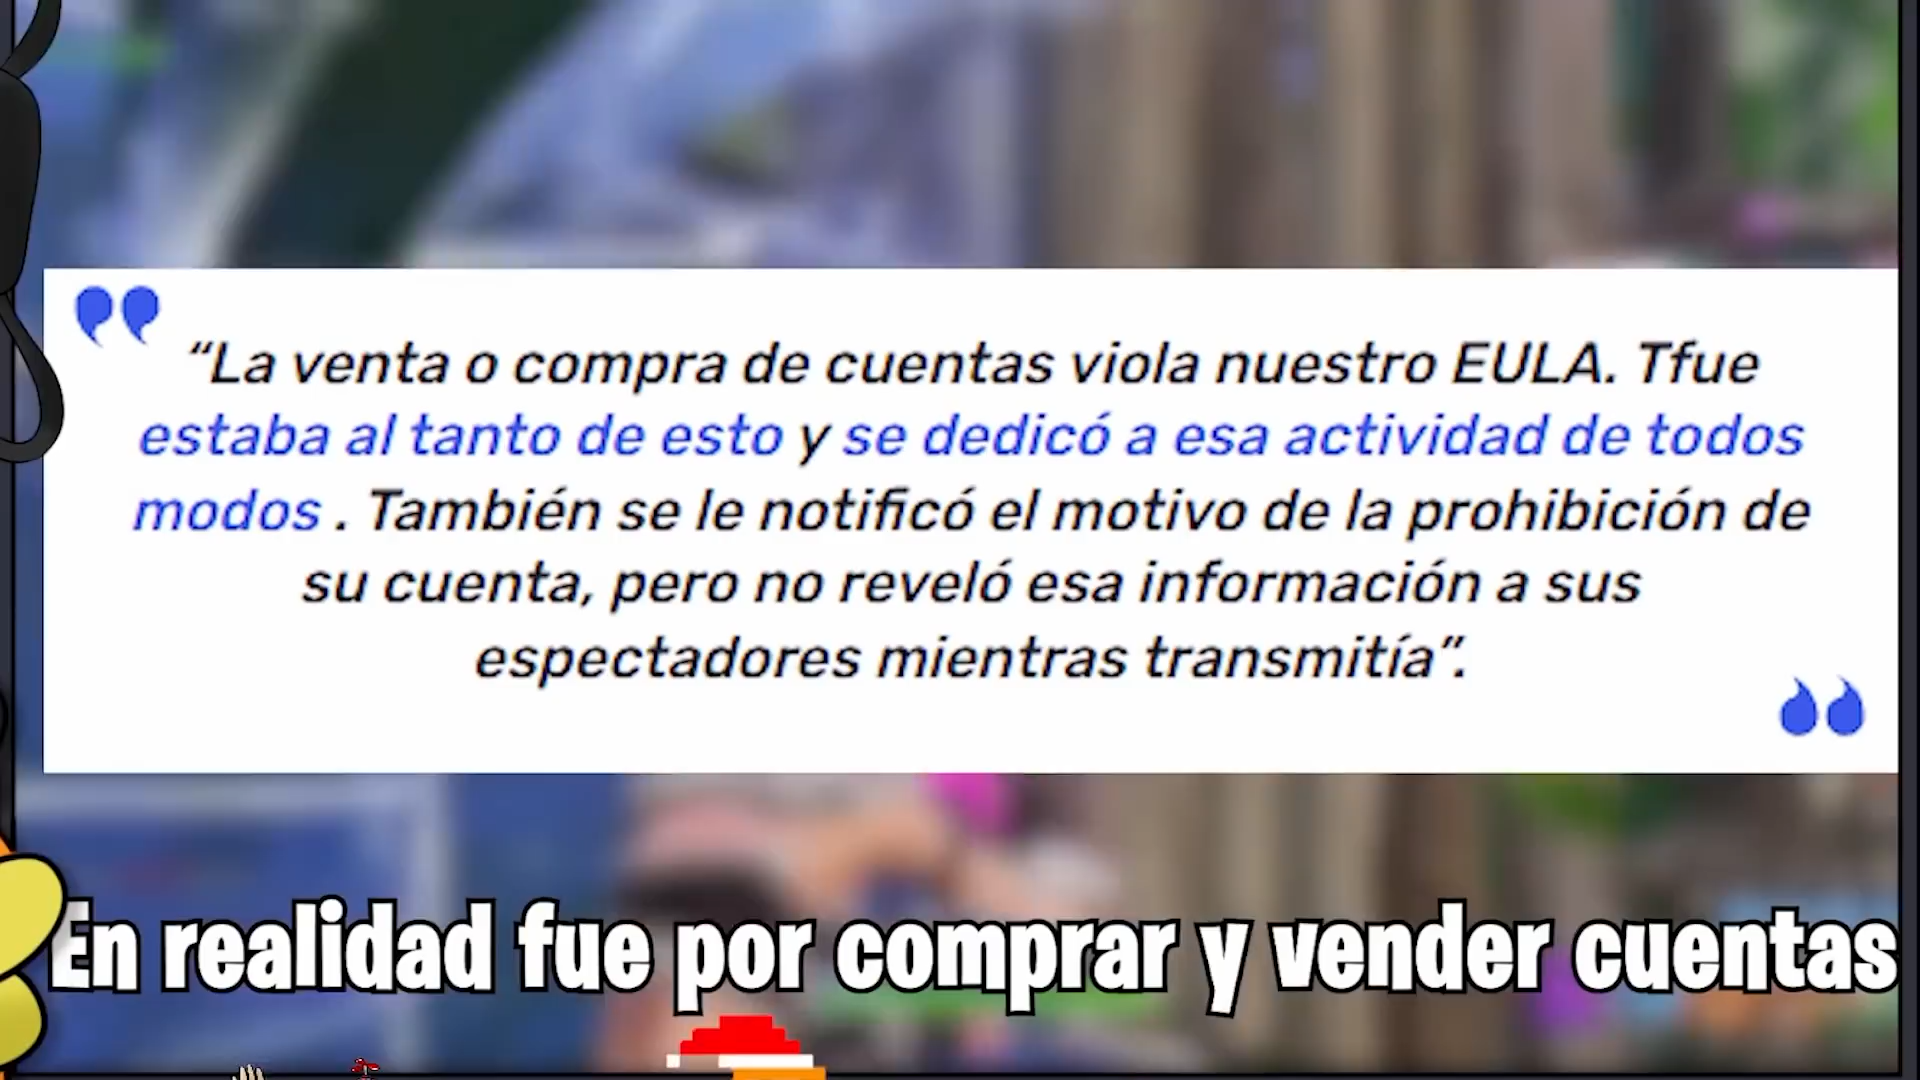 “La venta o compra de cuentas viola nuestro EULA. Tfue
estaba al tanto de esto y se dedicó a esa actividad de todos
modos . También se le notificó el motivo de la prohibición de
su cuenta, pero no reveló esa información a sus
espectadores mientras transmitía”.
En realidad fue por comprar y vender cuentas